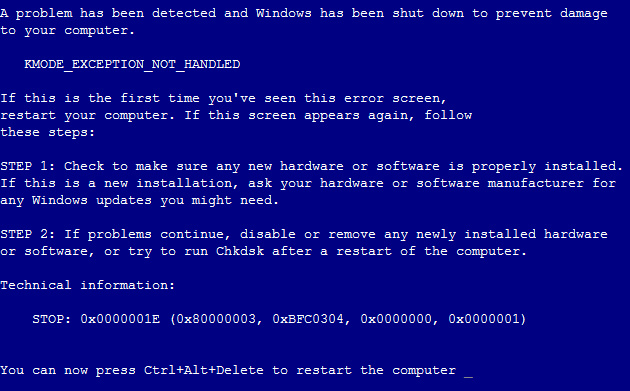 A problem has been detected and Windows has been shut down to prevent damage
to your computer.
KMODE_EXCEPTION_NOT_HANDLED
If this is the first time you've seen this error screen,
restart your computer. If this screen appears again, follow
these steps:
STEP 1: Check to make sure any new hardware or software is properly installed.
If this is a new installation, ask your hardware or software manufacturer for
any Windows updates you might need.
STEP 2: If problems continue, disable or remove any newly installed hardware
or software, or try to run Chkdsk after a restart of the computer.
Technical information:
STOP: 0x0000001E (0x80000003, 0xBFC0304, 0x0000000, 0x0000001)
You can now press Ctrl+Alt+Delete to restart the computer _